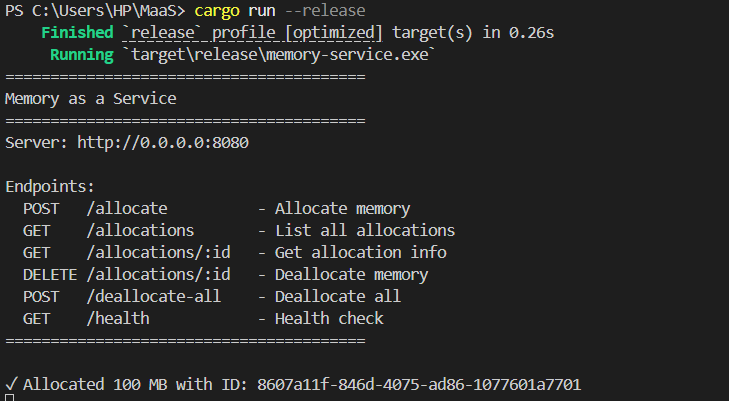 PS C:\Users\HP\MaaS> cargo run --release
Finished `release` profile [optimized] target(s) in 0.26s
Running `target\release\memory-service.exe`
========================================
Memory as a Service
========================================
Server: http://0.0.0.0:8080
Endpoints:
POST /allocate - Allocate memory
GET /allocations - List all allocations
GET /allocations/:id - Get allocation info
DELETE /allocations/:id - Deallocate memory
POST /deallocate-all - Deallocate all
GET /health - Health check
========================================
✓ Allocated 100 MB with ID: 8607a11f-846d-4075-ad86-1077601a7701